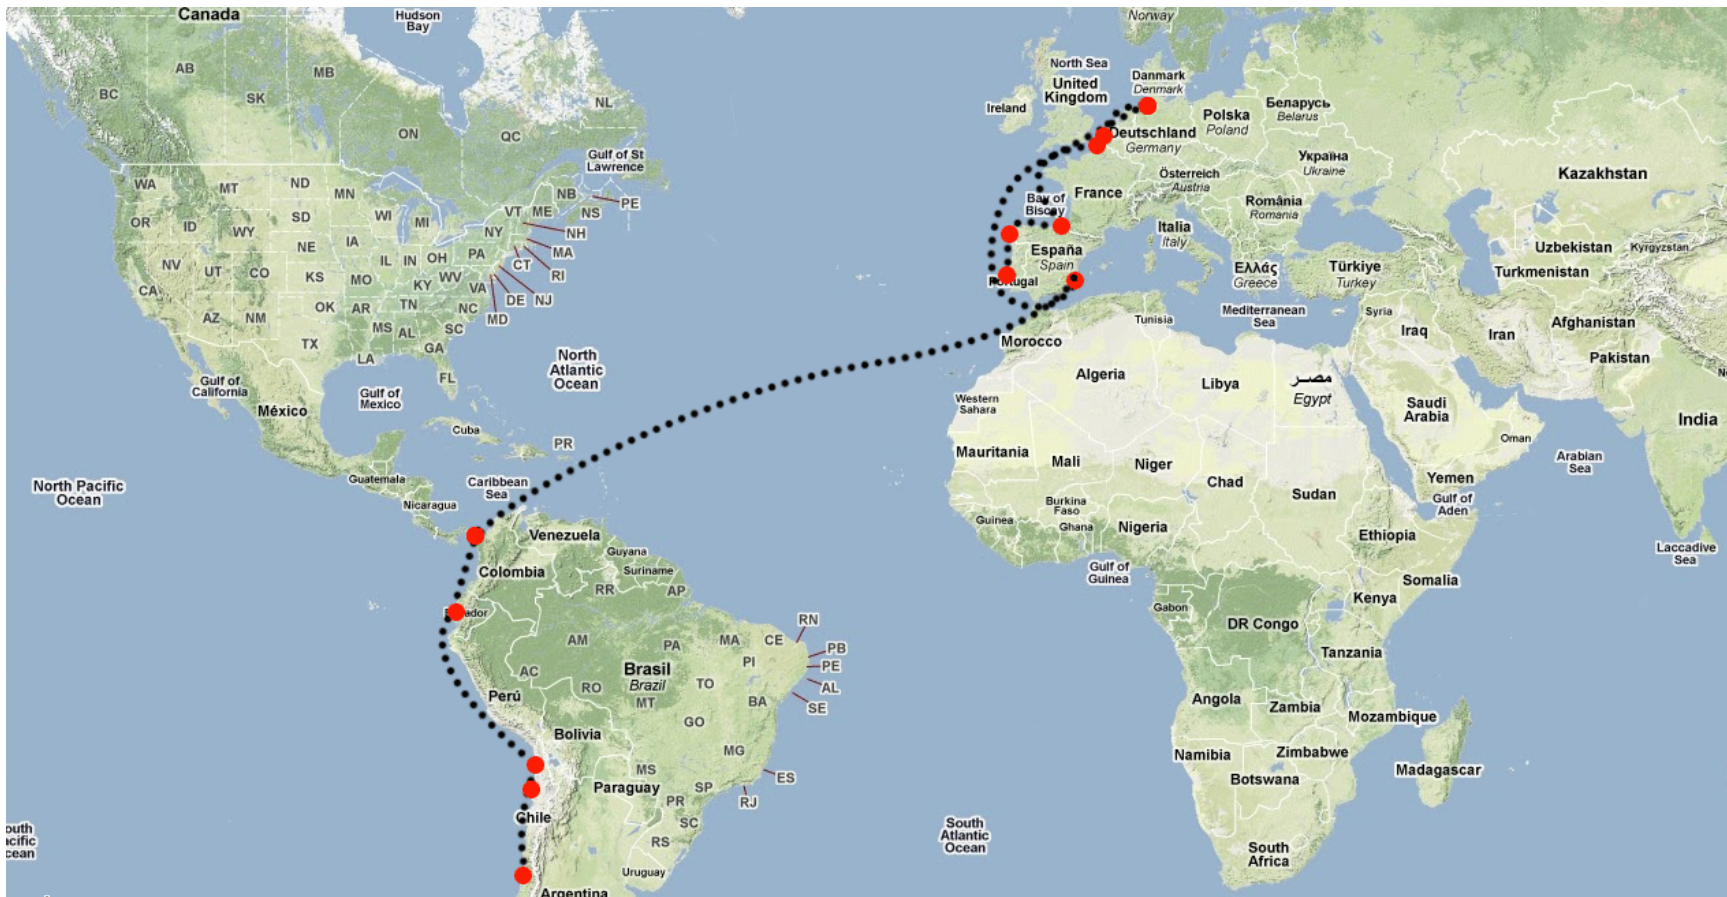 Canada
Hudson
Bay
Norway
North Sea
United
Kingdom
Danmark
Denmark
Ireland
Polska
Poland
Беларусь
Belarus
Deutschland
Germany
Україна
Ukraine
Österreich
Austria
France
România
Romania
Kazakhstan
Bay of
Biscay
Italia
Italy
España
Spain
Portugal
Ελλάς
Greece
Türkiye
Turkey
Uzbekistan
Kyrgyzstan
Turkmenistan
Mediterranean
Sea
Tunisia
Syria
Iraq
Iran
Afghanistan
Pakistan
Morocco
Algeria
Libya
مصر
Egypt
Saudi
Arabia
India
Western
Sahara
Oman
Mauritania
Mali
Niger
Chad
Sudan
Yemen
Arabian
Sea
Gulf of
Aden
Burkina
Faso
Guinea
Ghana
Nigeria
Ethiopia
Laccadive
Sea
Gulf of
Guinea
Somalia
Kenya
Gabon
DR Congo
Tanzania
Angola
Zambia
Mozambique
Namibia
Zimbabwe
Botswana
Madagascar
South
Africa
South
Atlantic
Ocean
BC
AB
SK
MB
ON
QC
NL
Gulf of St
Lawrence
NB
PE
NS
WA
MT
ND
MN
OR
ID
WY
SD
WI
MI
VT
ME
NY
NH
MA
NV
UT
CO
NE
IA
IL
IN
OH
PA
CT
RI
CA
KS
MO
KY
WV
VA
NJ
DE
MD
AZ
NM
OK
AR
TN
NC
TX
MS
AL
SC
GA
LA
FL
North
Atlantic
Ocean
Gulf of
California
Gulf of
Mexico
México
Cuba
PR
Guatemala
Caribbean
Sea
Nicaragua
North Pacific
Ocean
Venezuela
Guyana
Suriname
Colombia
RR
AP
RN
AM
PA
MA
CE
PB
PE
PI
AC
Brasil
Brazil
TO
AL
RO
MT
BA
SE
Perú
GO
Bolivia
MG
MS
ES
SP
Paraguay
RJ
PR
Chile
SC
RS
Uruguay
Argentina